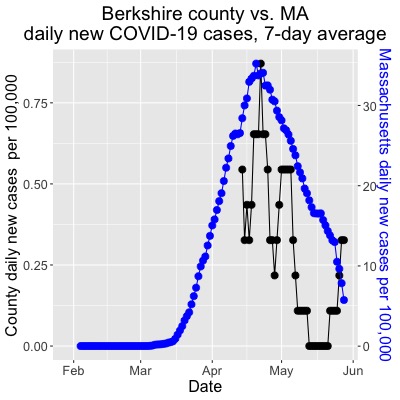 Berkshire county vs. MA
daily new COVID-19 cases, 7-day average
County daily new cases per 100,000
0.75
0.50
0.25
0.00
Massachusetts daily new cases per 100,000
30
20
10
0
Feb Mar Apr May Jun
Date